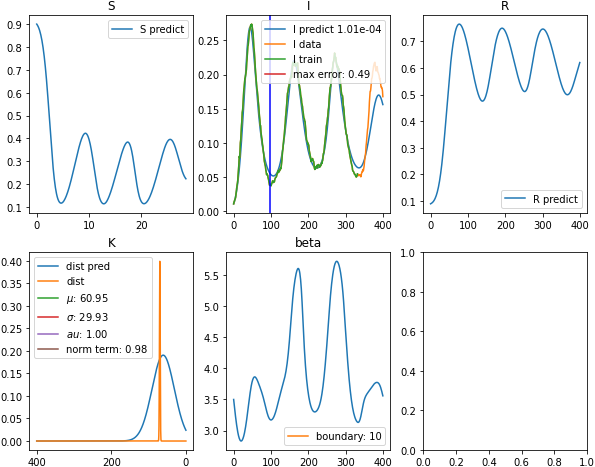 S
0.9
0.8
0.7
0.6
0.5
0.4
0.3
0.2
0.1
0 10 20
S predict
I
0.25
0.20
0.15
0.10
0.05
0.00
0 100 200 300 400
I predict 1.01e-04
I data
I train
max error: 0.49
R
0.7
0.6
0.5
0.4
0.3
0.2
0.1
0 100 200 300 400
R predict
K
0.40
0.35
0.30
0.25
0.20
0.15
0.10
0.05
0.00
400 200 0
dist pred
dist
μ: 60.95
σ: 29.93
au: 1.00
norm term: 0.98
beta
5.5
5.0
4.5
4.0
3.5
3.0
0 100 200 300 400
boundary: 10
1.0
0.8
0.6
0.4
0.2
0.0
0.0 0.2 0.4 0.6 0.8 1.0